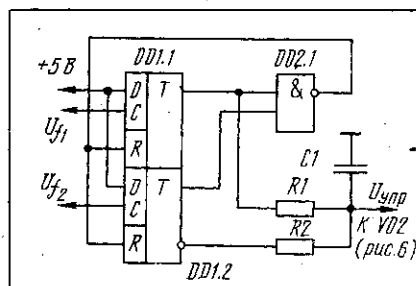 DD1.1
DD2.1
+5 В
D T
C
&
Uf1
R
C1
D T
C
R1
Uупр
Uf2
R
R2
К VD2
(рис. 6)
DD1.2